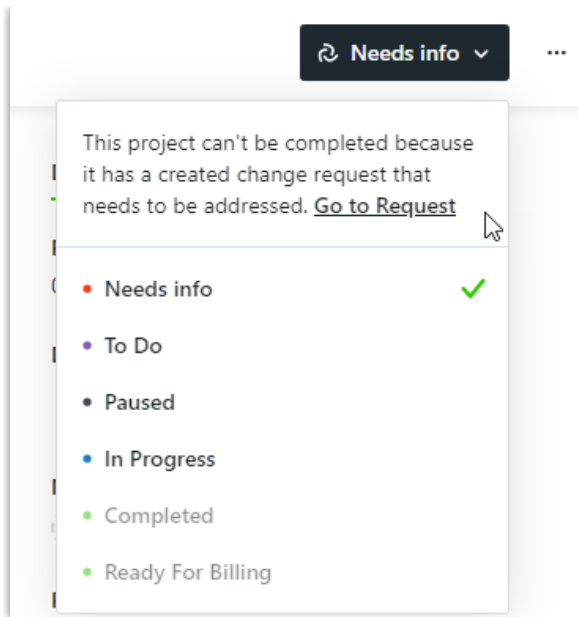 Needs info
...
This project can't be completed because
it has a created change request that
needs to be addressed. Go to Request
Needs info
To Do
Paused
In Progress
Completed
Ready For Billing